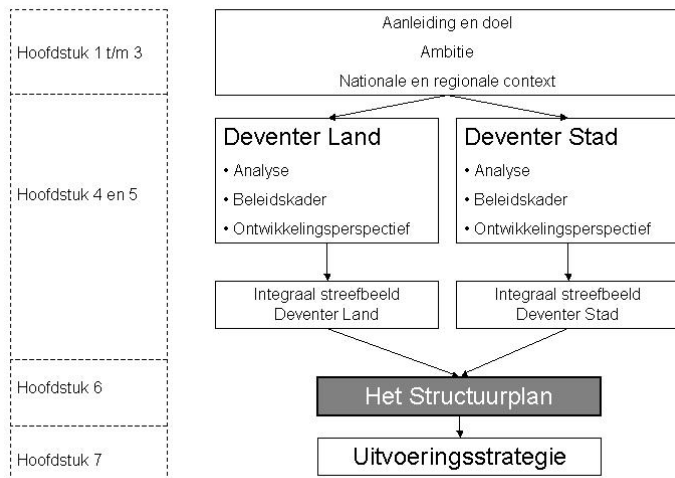 Hoofdstuk 1 t/m 3
Aanleiding en doel
Ambitie
Nationale en regionale context
Hoofdstuk 4 en 5
Deventer Land
• Analyse
• Beleidskader
• Ontwikkelingsperspectief
Deventer Stad
• Analyse
• Beleidskader
• Ontwikkelingsperspectief
Integraal streefbeeld
Deventer Land
Integraal streefbeeld
Deventer Stad
Hoofdstuk 6
Het Structuurplan
Hoofdstuk 7
Uitvoeringsstrategie